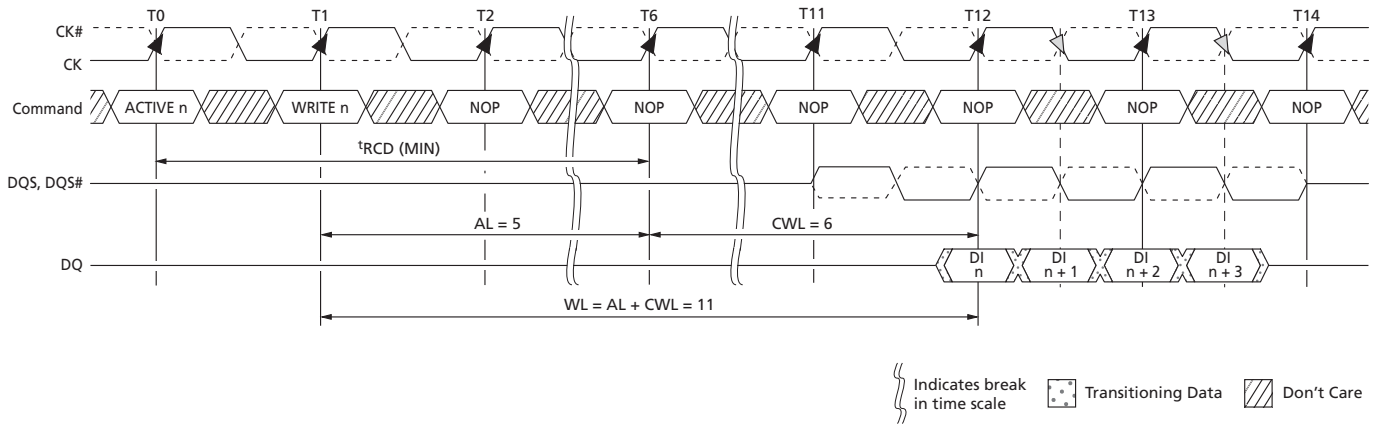 T0 T1 T2 T6 T11 T12 T13 T14
CK#
CK
Command ACTIVE n WRITE n NOP NOP NOP NOP NOP NOP
tRCD (MIN)
DQS, DQS#
AL = 5 CWL = 6
DQ DI n DI n + 1 DI n + 2 DI n + 3
WL = AL + CWL = 11
Indicates break
in time scale
Transitioning Data
Don't Care